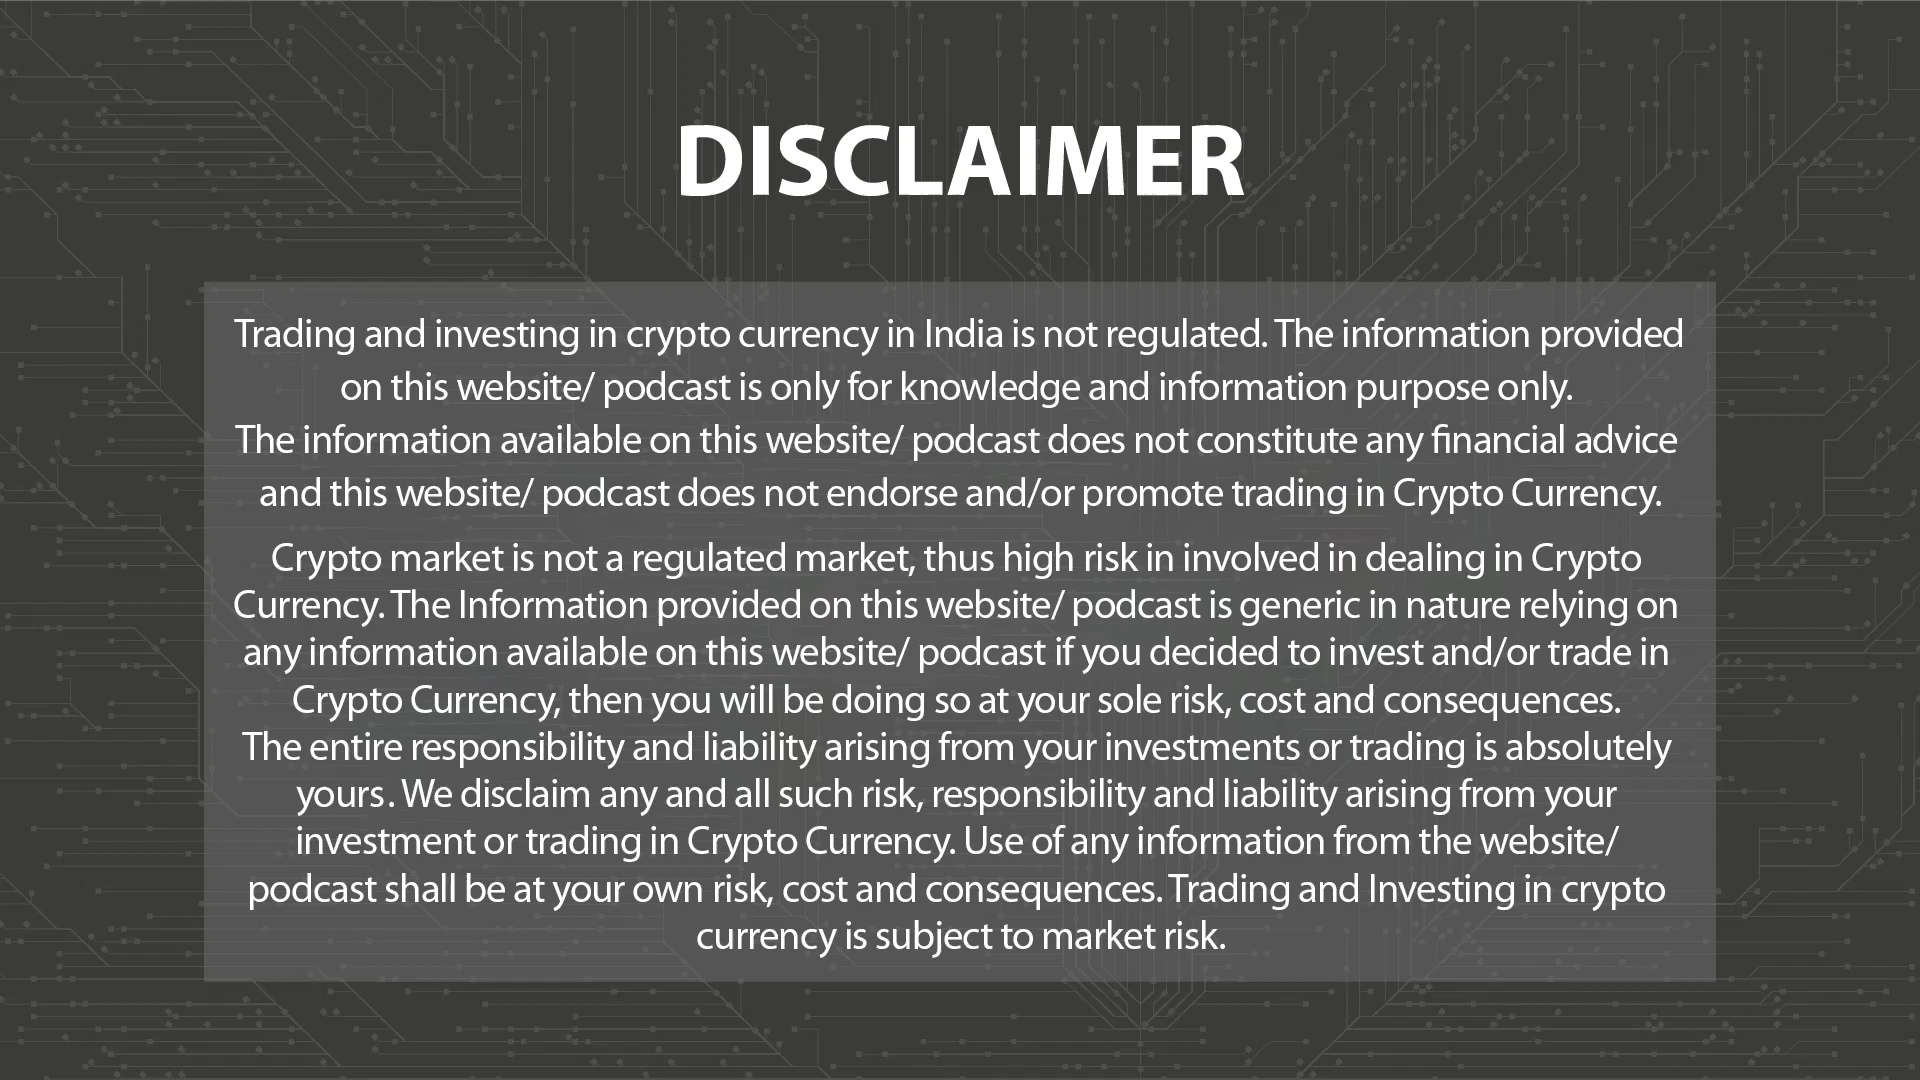 DISCLAIMER
Trading and investing in crypto currency in India is not regulated. The information provided
on this website/ podcast is only for knowledge and information purpose only.
The information available on this website/ podcast does not constitute any financial advice
and this website/ podcast does not endorse and/or promote trading in Crypto Currency.
Crypto market is not a regulated market, thus high risk in involved in dealing in Crypto
Currency. The Information provided on this website/ podcast is generic in nature relying on
any information available on this website/ podcast if you decided to invest and/or trade in
Crypto Currency, then you will be doing so at your sole risk, cost and consequences.
The entire responsibility and liability arising from your investments or trading is absolutely
yours. We disclaim any and all such risk, responsibility and liability arising from your
investment or trading in Crypto Currency. Use of any information from the website/
podcast shall be at your own risk, cost and consequences. Trading and Investing in crypto
currency is subject to market risk.